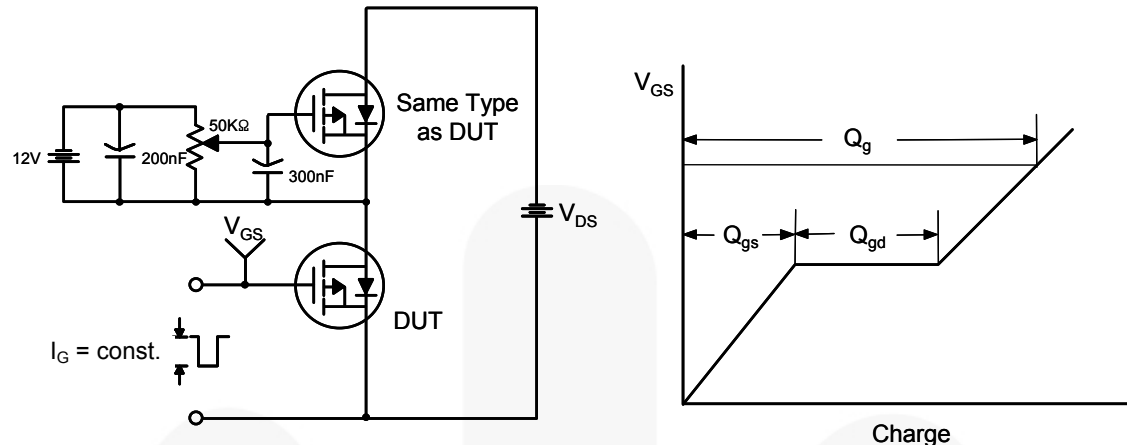 Same Type
as DUT
50KΩ
12V
200nF
300nF
V_GS
V_DS
DUT
I_G = const.
V_GS
Q_g
Q_gs
Q_gd
Charge